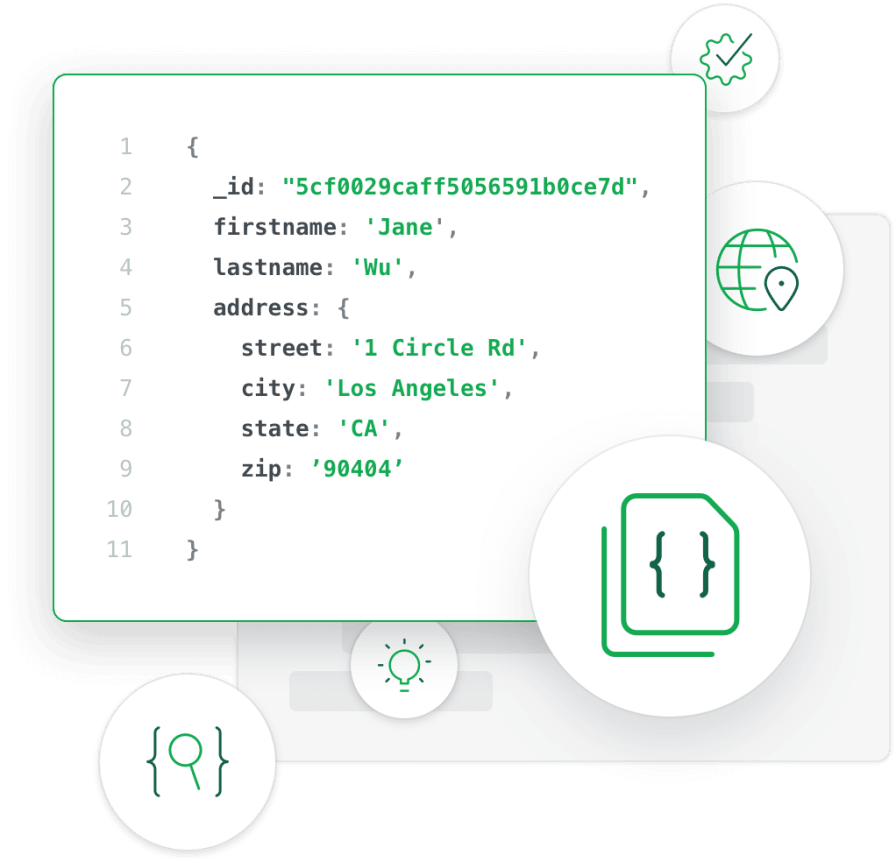 1 {
2 _id: "5cf0029caff5056591b0ce7d",
3 firstname: 'Jane',
4 lastname: 'Wu',
5 address: {
6 street: '1 Circle Rd',
7 city: 'Los Angeles',
8 state: 'CA',
9 zip: ’90404’
10 }
11 }
{ }
{ }